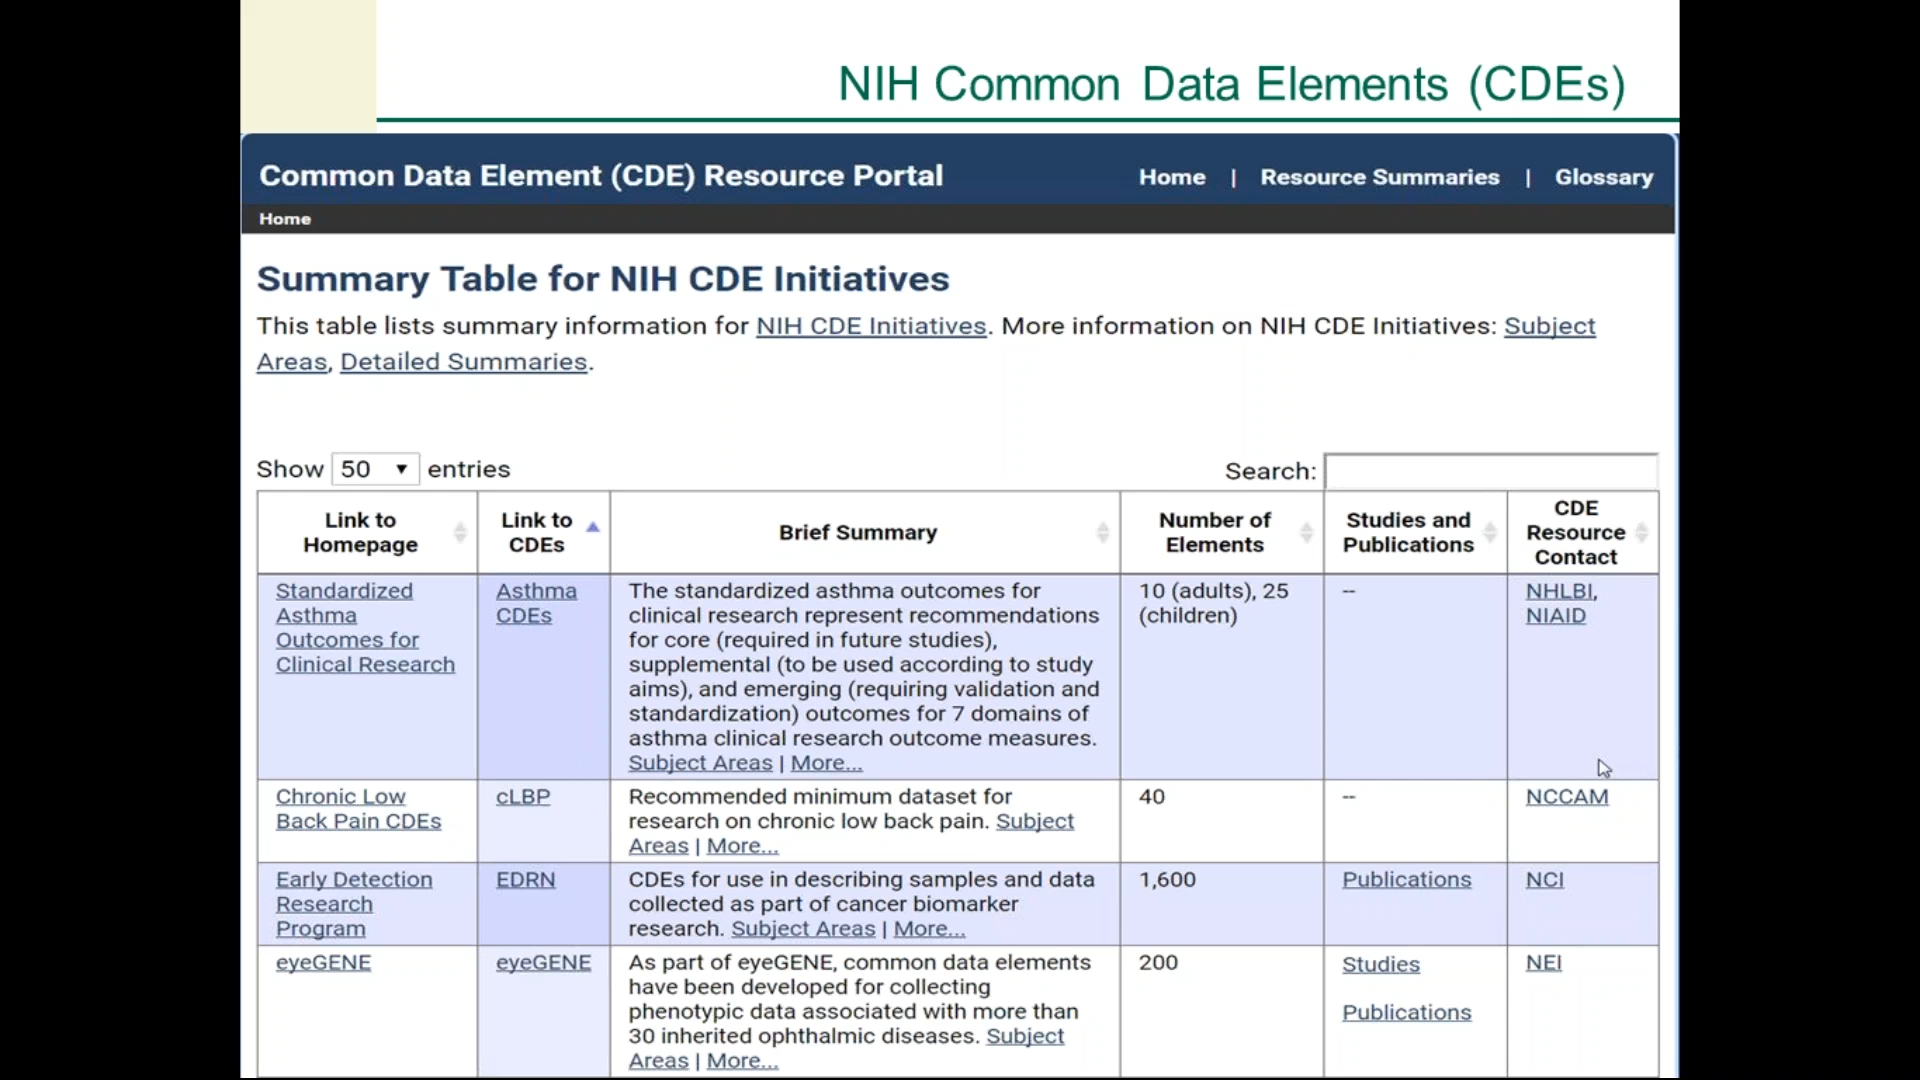 NIH Common Data Elements (CDEs)
Common Data Element (CDE) Resource Portal
Home | Resource Summaries | Glossary
Home
Summary Table for NIH CDE Initiatives
This table lists summary information for NIH CDE Initiatives. More information on NIH CDE Initiatives: Subject
Areas, Detailed Summaries.
Show 50 entries
Search:
Link to
Homepage
Link to
CDEs
Brief Summary
Number of
Elements
Studies and
Publications
CDE
Resource
Contact
Standardized
Asthma
Outcomes for
Clinical Research
Asthma
CDEs
The standardized asthma outcomes for
clinical research represent recommendations
for core (required in future studies),
supplemental (to be used according to study
aims), and emerging (requiring validation and
standardization) outcomes for 7 domains of
asthma clinical research outcome measures.
Subject Areas | More...
10 (adults), 25
(children)
--
NHLBI,
NIAID
Chronic Low
Back Pain CDEs
cLBP
Recommended minimum dataset for
research on chronic low back pain. Subject
Areas | More...
40
--
NCCAM
Early Detection
Research
Program
EDRN
CDEs for use in describing samples and data
collected as part of cancer biomarker
research. Subject Areas | More...
1,600
Publications
NCI
eyeGENE
eyeGENE
As part of eyeGENE, common data elements
have been developed for collecting
phenotypic data associated with more than
30 inherited ophthalmic diseases. Subject
Areas | More...
200
Studies
Publications
NEI